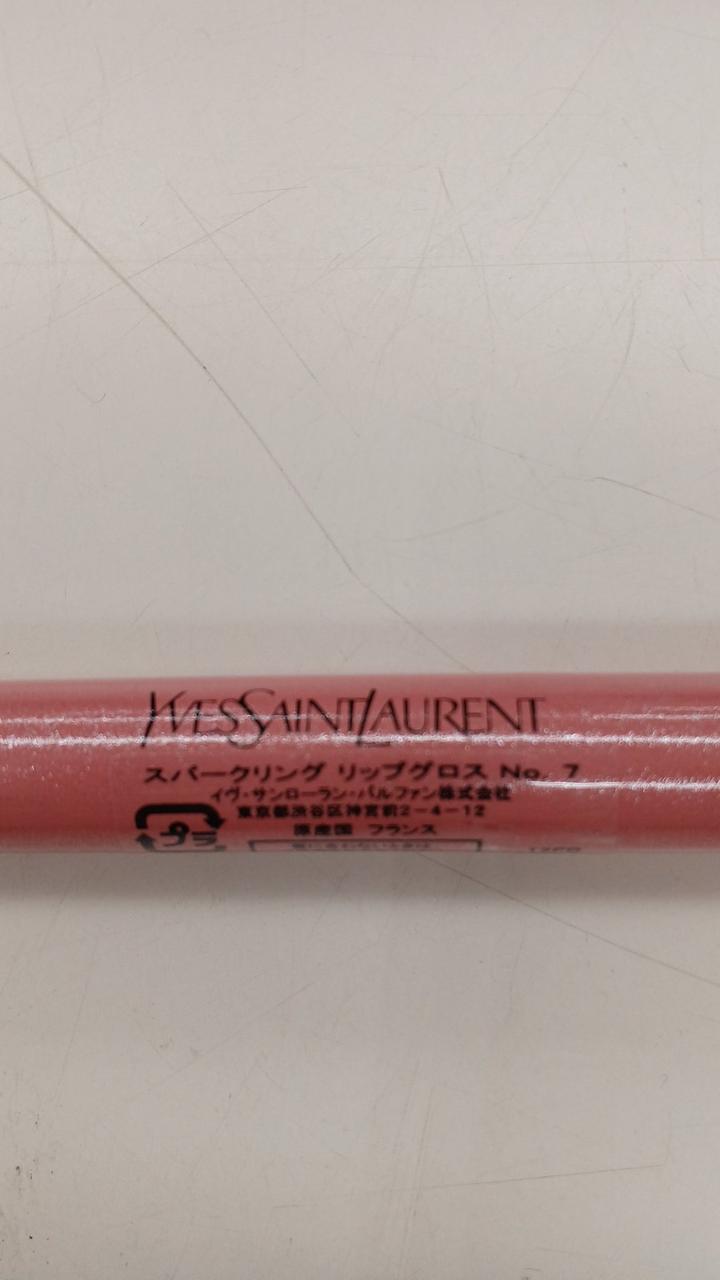 YVESSAINTLAURENT
スパークリング リップグロス No. 7
イヴ・サンローラン・パルファン株式会社
東京都渋谷区神宮前2-4-12
原産国 フランス
プラ